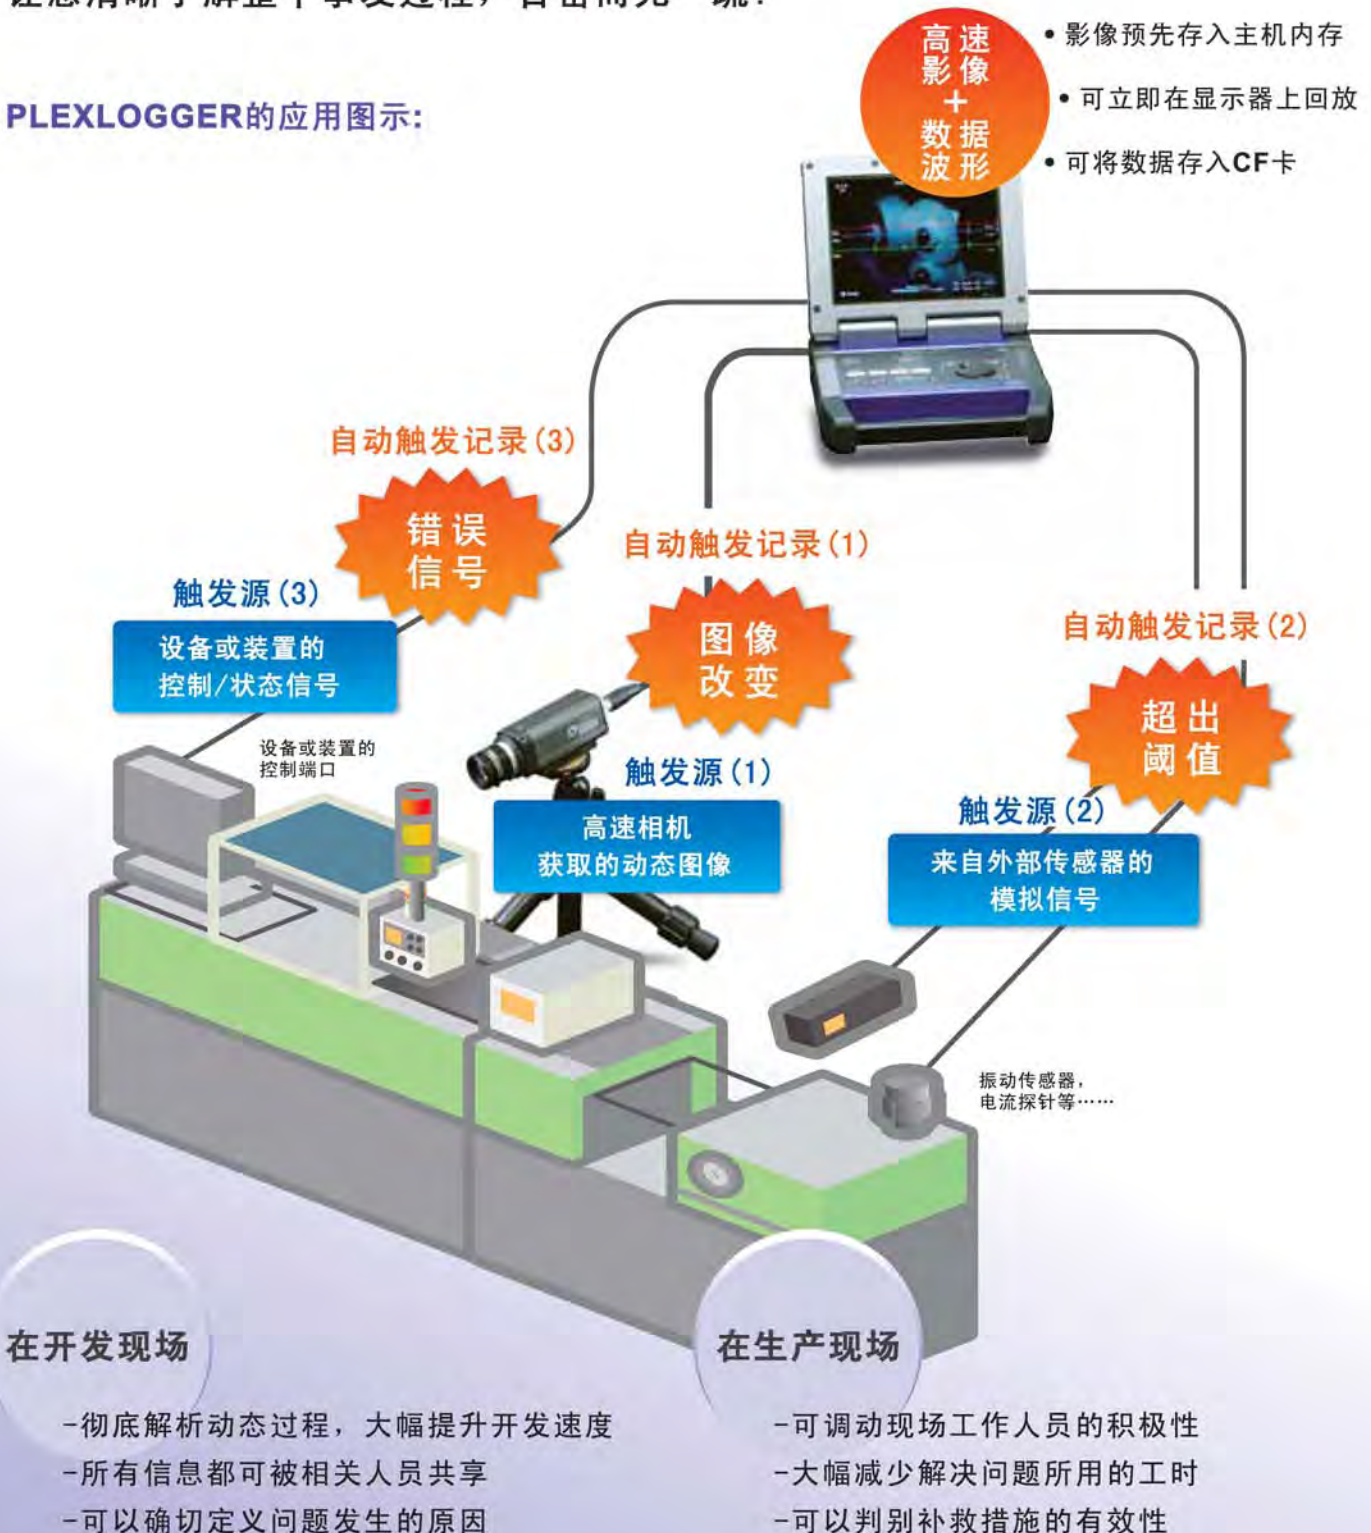 高速
影像
+
数据
波形
• 影像预先存入主机内存
• 可立即在显示器上回放
• 可将数据存入CF卡
PLEXLOGGER的应用图示:
自动触发记录(3)
错误
信号
触发源(3)
设备或装置的
控制/状态信号
设备或装置的
控制端口
自动触发记录(1)
图像
改变
触发源(1)
高速相机
获取的动态图像
自动触发记录(2)
超出
阈值
触发源(2)
来自外部传感器的
模拟信号
振动传感器,
电流探针等……
在开发现场
-彻底解析动态过程，大幅提升开发速度
-所有信息都可被相关人员共享
-可以确切定义问题发生的原因
在生产现场
-可调动现场工作人员的积极性
-大幅减少解决问题所用的工时
-可以判别补救措施的有效性